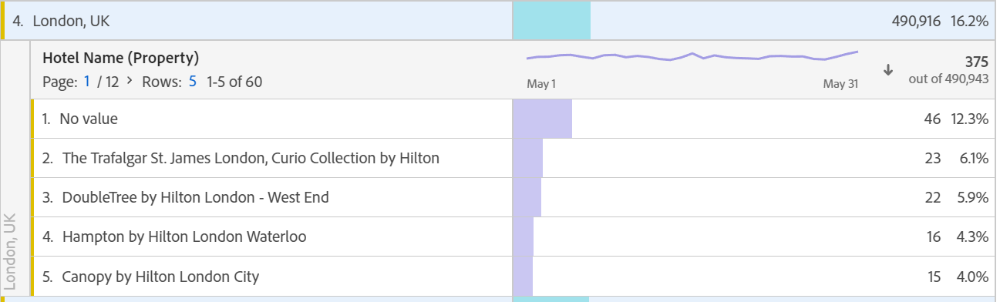 4. London, UK 490,916 16.2%
Hotel Name (Property)
Page: 1 / 12 > Rows: 5 1-5 of 60
May 1 May 31
↓ 375
out of 490,943
1. No value 46 12.3%
2. The Trafalgar St. James London, Curio Collection by Hilton 23 6.1%
3. DoubleTree by Hilton London - West End 22 5.9%
4. Hampton by Hilton London Waterloo 16 4.3%
5. Canopy by Hilton London City 15 4.0%
London, UK